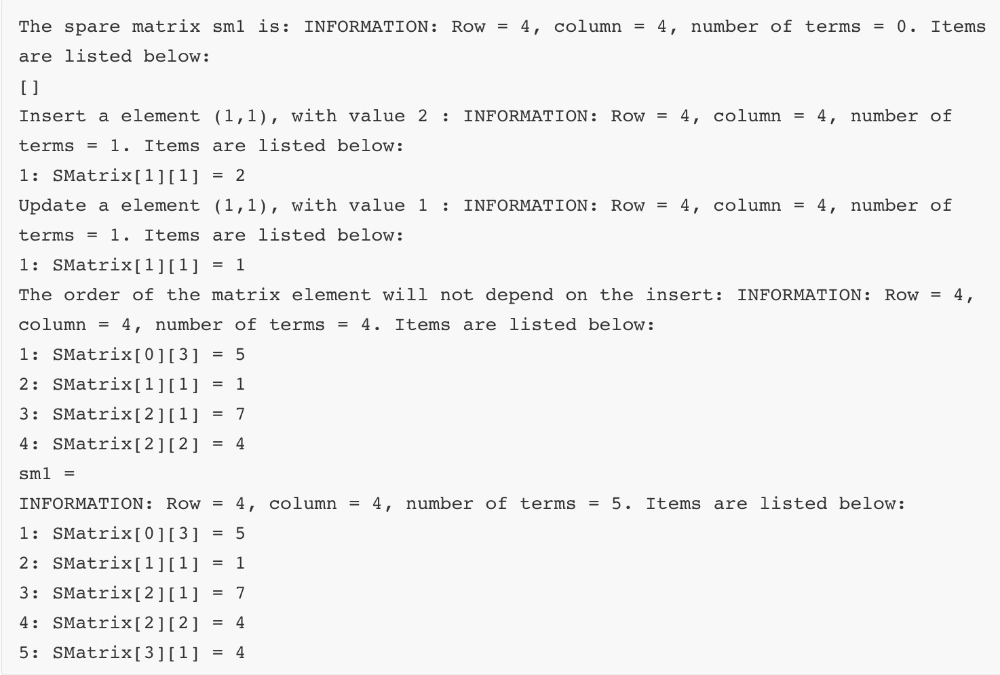 The spare matrix sm1 is: INFORMATION: Row = 4, column = 4, number of terms = 0. Items
are listed below:
[]
Insert a element (1,1), with value 2 : INFORMATION: Row = 4, column = 4, number of
terms = 1. Items are listed below:
1: SMatrix[1][1] = 2
Update a element (1,1), with value 1 : INFORMATION: Row = 4, column = 4, number of
terms = 1. Items are listed below:
1: SMatrix[1][1] = 1
The order of the matrix element will not depend on the insert: INFORMATION: Row = 4,
column = 4, number of terms = 4. Items are listed below:
1: SMatrix[0][3] = 5
2: SMatrix[1][1] = 1
3: SMatrix[2][1] = 7
4: SMatrix[2][2] = 4
sm1 =
INFORMATION: Row = 4, column = 4, number of terms = 5. Items are listed below:
1: SMatrix[0][3] = 5
2: SMatrix[1][1] = 1
3: SMatrix[2][1] = 7
4: SMatrix[2][2] = 4
5: SMatrix[3][1] = 4